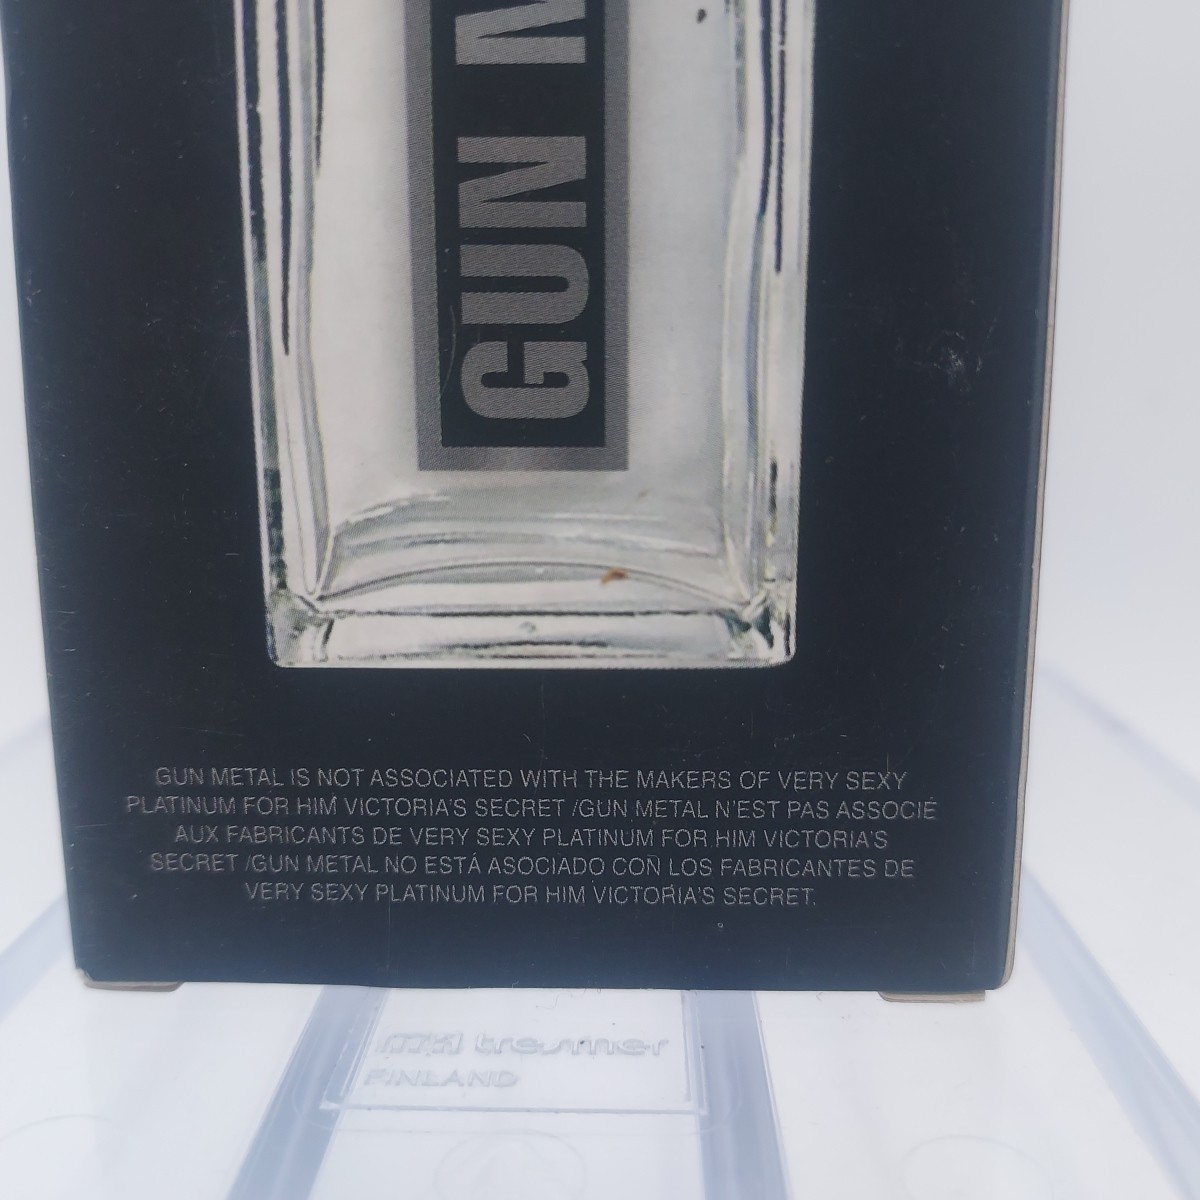 GUN M
GUN METAL IS NOT ASSOCIATED WITH THE MAKERS OF VERY SEXY
PLATINUM FOR HIM VICTORIA'S SECRET /GUN METAL N'EST PAS ASSOCIÉ
AUX FABRICANTS DE VERY SEXY PLATINUM FOR HIM VICTORIA'S
SECRET /GUN METAL NO ESTÁ ASOCIADO CON LOS FABRICANTES DE
VERY SEXY PLATINUM FOR HIM VICTORIA'S SECRET.
FINLAND